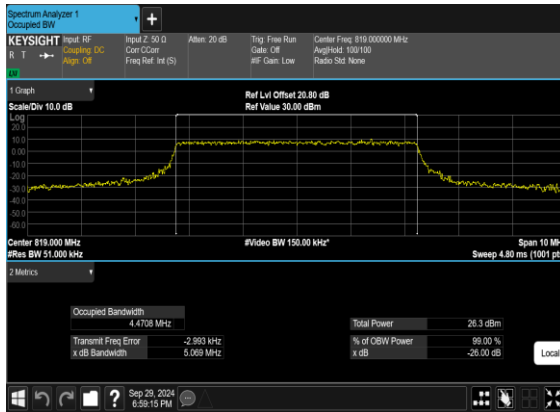 Spectrum Analyzer 1
Occupied BW
+
KEYSIGHT
R T
LXI
Input: RF
Coupling: DC
Align: Off
Input Z: 50 Ω
Corr CCorr
Freq Ref: Int (S)
Atten: 20 dB
Trig: Free Run
Gate: Off
#IF Gain: Low
Center Freq: 819.000000 MHz
Avg|Hold: 100/100
Radio Std: None
1 Graph
Scale/Div 10.0 dB
Ref Lvl Offset 20.80 dB
Ref Value 30.00 dBm
Log
20.0
10.0
0.00
-10.0
-20.0
-30.0
-40.0
-50.0
-60.0
Center 819.000 MHz
#Res BW 51.000 kHz
#Video BW 150.00 kHz*
Span 10 MH
Sweep 4.80 ms (1001 pt
2 Metrics
Occupied Bandwidth
4.4708 MHz
Transmit Freq Error -2.993 kHz
x dB Bandwidth 5.069 MHz
Total Power 26.3 dBm
% of OBW Power 99.00 %
x dB -26.00 dB
Local
?
Sep 29, 2024
6:59:15 PM